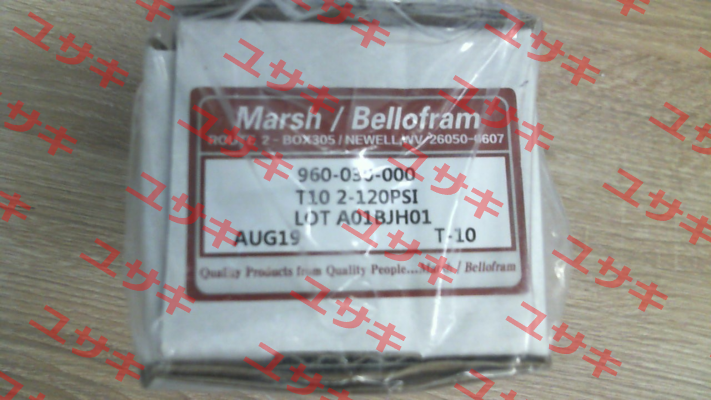 Marsh / Bellofram
ROUTE 2 - BOX305 / NEWELL, WV 26050-9607
960-030-000
T10 2-120PSI
LOT A01BJH01
AUG19 T-10
Quality Products from Quality People...Marsh / Bellofram
ユサキ